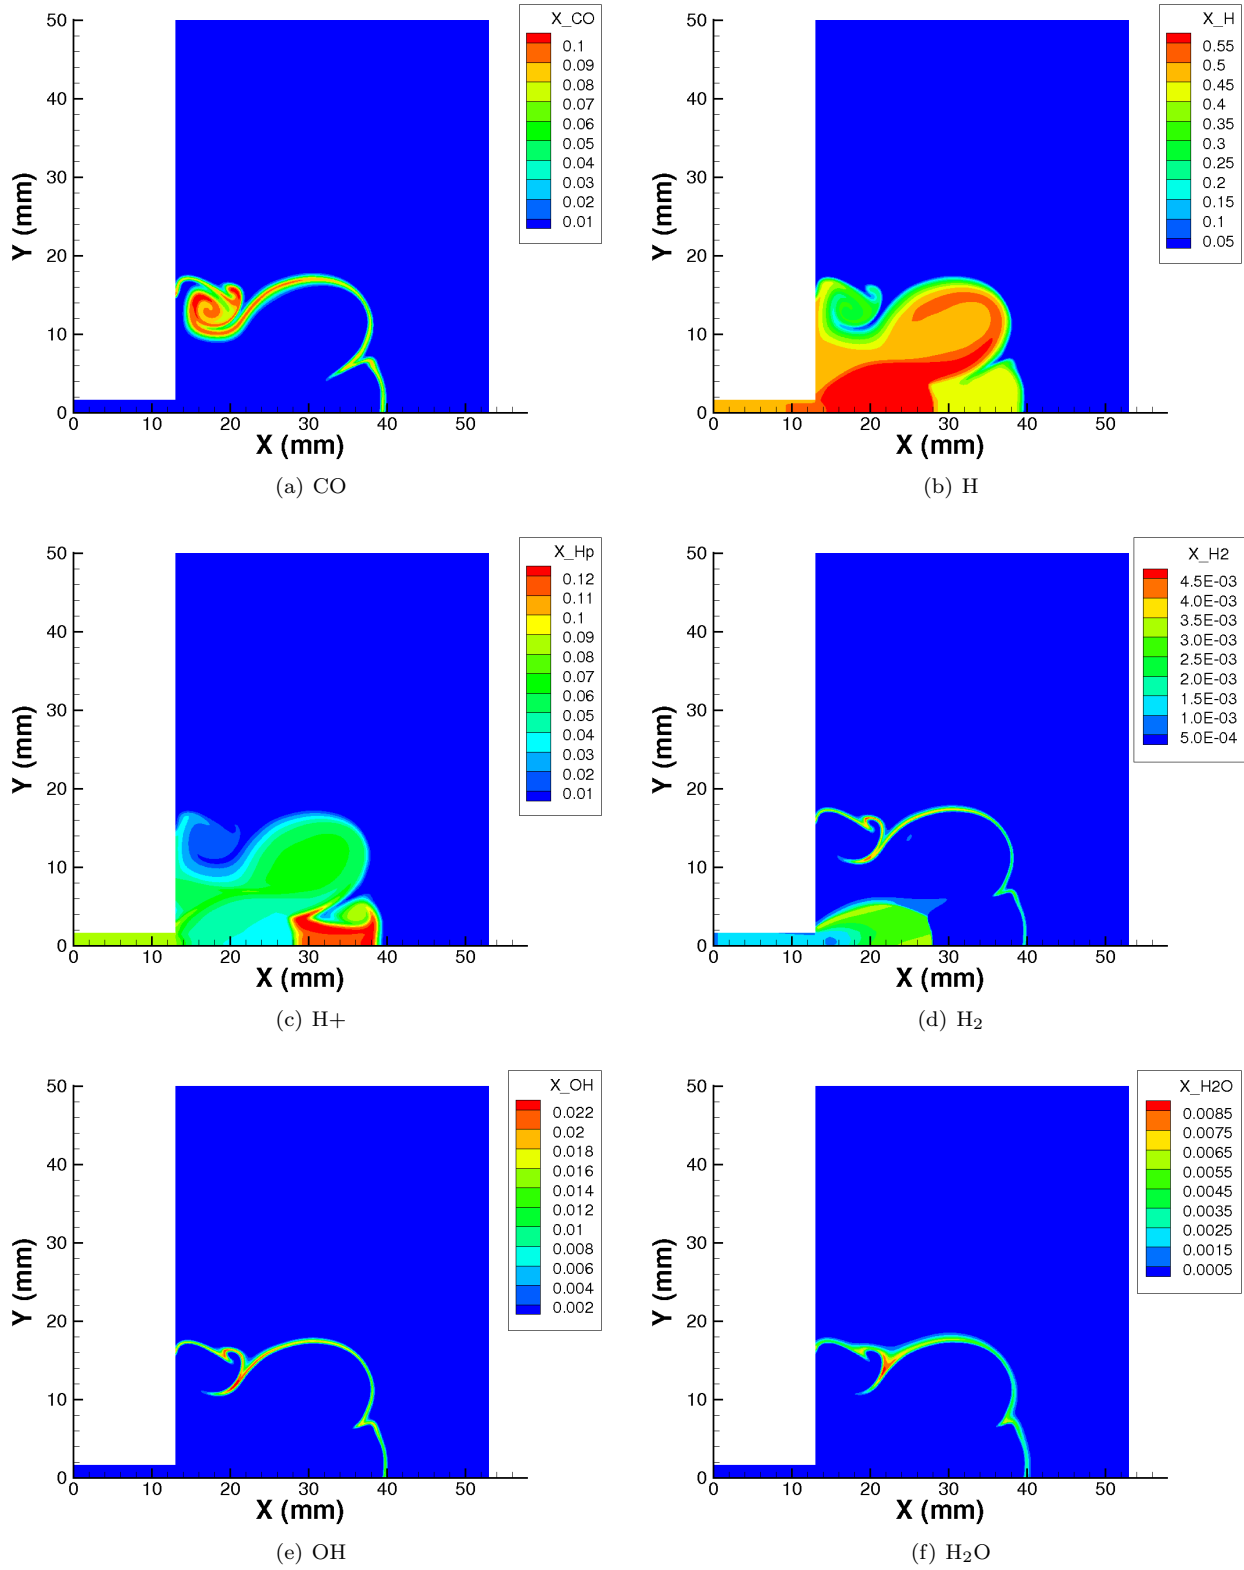 X_CO
0.1
0.09
0.08
0.07
0.06
0.05
0.04
0.03
0.02
0.01
50
40
30
20
10
0
Y (mm)
0 10 20 30 40 50
X (mm)
(a) CO
X_H
0.55
0.5
0.45
0.4
0.35
0.3
0.25
0.2
0.15
0.1
0.05
50
40
30
20
10
0
Y (mm)
0 10 20 30 40 50
X (mm)
(b) H
X_Hp
0.12
0.11
0.1
0.09
0.08
0.07
0.06
0.05
0.04
0.03
0.02
0.01
50
40
30
20
10
0
Y (mm)
0 10 20 30 40 50
X (mm)
(c) H+
X_H2
4.5E-03
4.0E-03
3.5E-03
3.0E-03
2.5E-03
2.0E-03
1.5E-03
1.0E-03
5.0E-04
50
40
30
20
10
0
Y (mm)
0 10 20 30 40 50
X (mm)
(d) H₂
X_OH
0.022
0.02
0.018
0.016
0.014
0.012
0.01
0.008
0.006
0.004
0.002
50
40
30
20
10
0
Y (mm)
0 10 20 30 40 50
X (mm)
(e) OH
X_H2O
0.0085
0.0075
0.0065
0.0055
0.0045
0.0035
0.0025
0.0015
0.0005
50
40
30
20
10
0
Y (mm)
0 10 20 30 40 50
X (mm)
(f) H₂O